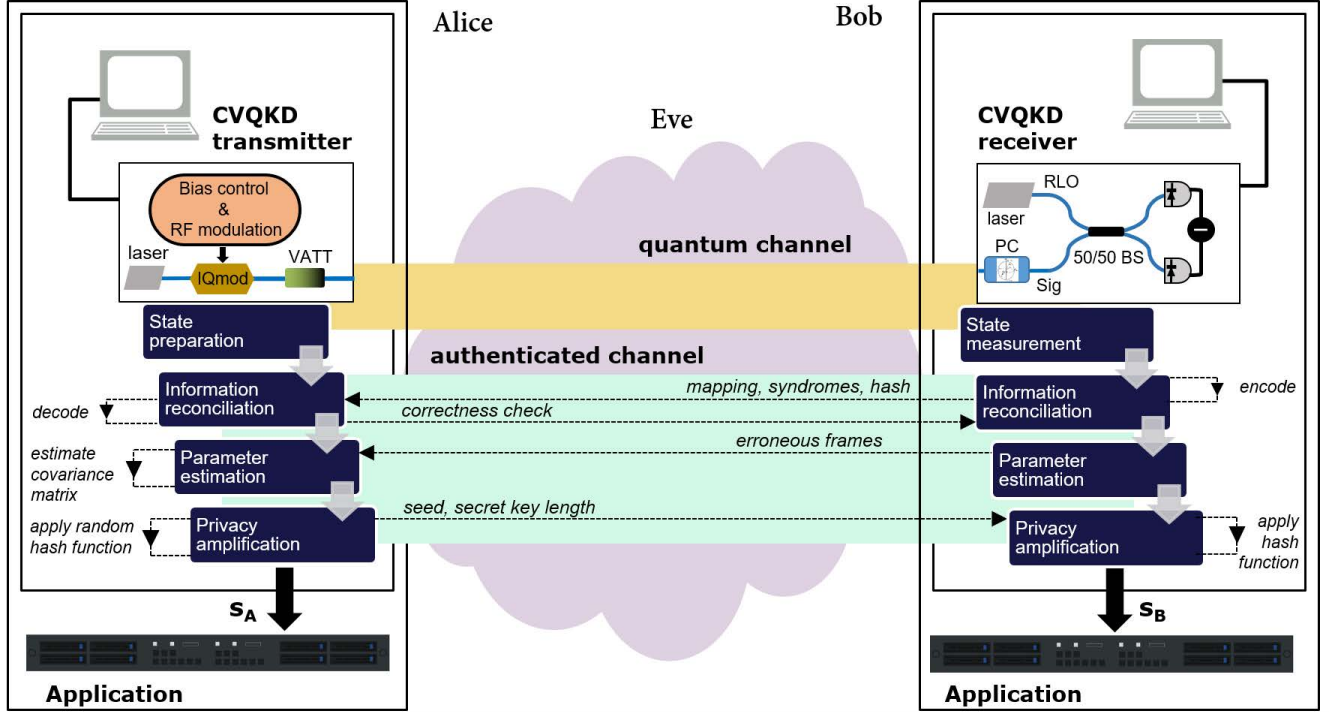 Alice
Bob
Eve
CVQKD
transmitter
Bias control
&
RF modulation
laser
IQmod
VATT
CVQKD
receiver
RLO
laser
PC
50/50 BS
Sig
quantum channel
State
preparation
State
measurement
authenticated channel
Information
reconciliation
decode
mapping, syndromes, hash
correctness check
Information
reconciliation
encode
erroneous frames
Parameter
estimation
estimate
covariance
matrix
Parameter
estimation
seed, secret key length
Privacy
amplification
apply random
hash function
Privacy
amplification
apply
hash
function
SA
SB
Application
Application